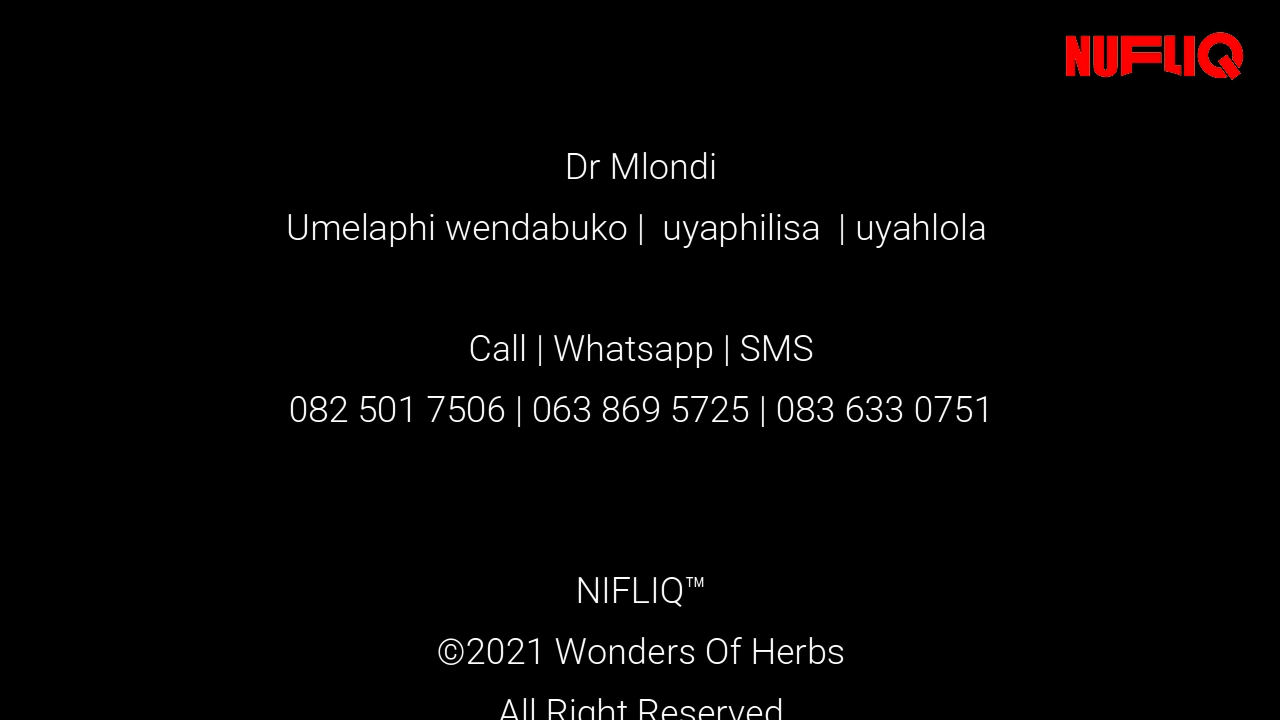 NUFLIQ
Dr Mlondi
Umelaphi wendabuko | uyaphilisa | uyahlola
Call | Whatsapp | SMS
082 501 7506 | 063 869 5725 | 083 633 0751
NIFLIQ™
©2021 Wonders Of Herbs
All Right Reserved